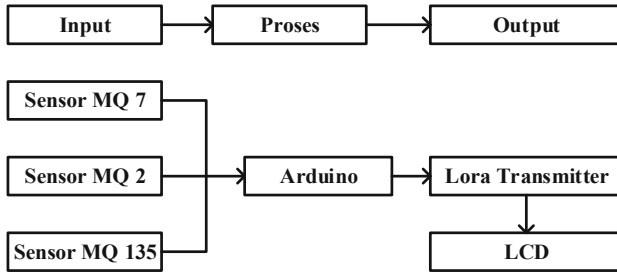 Input
Proses
Output
Sensor MQ 7
Sensor MQ 2
Arduino
Lora Transmitter
Sensor MQ 135
LCD